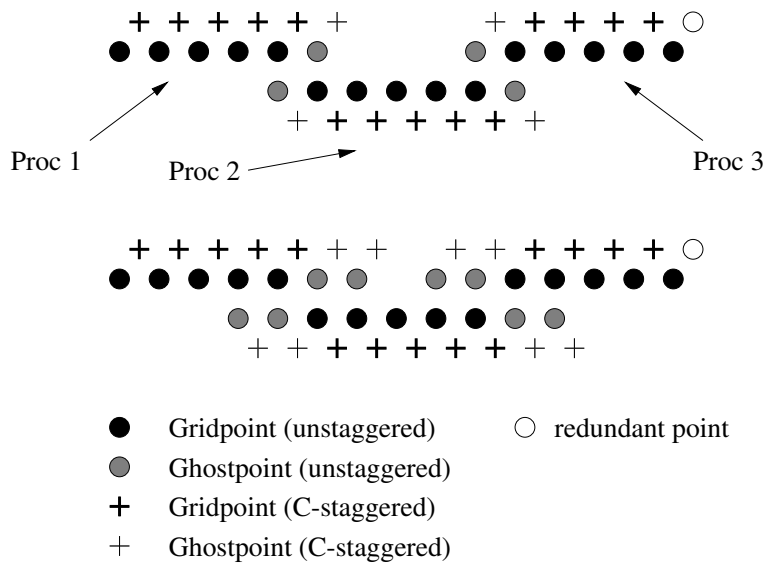 Proc 1
Proc 2
Proc 3
Gridpoint (unstaggered)
redundant point
Ghostpoint (unstaggered)
Gridpoint (C-staggered)
Ghostpoint (C-staggered)